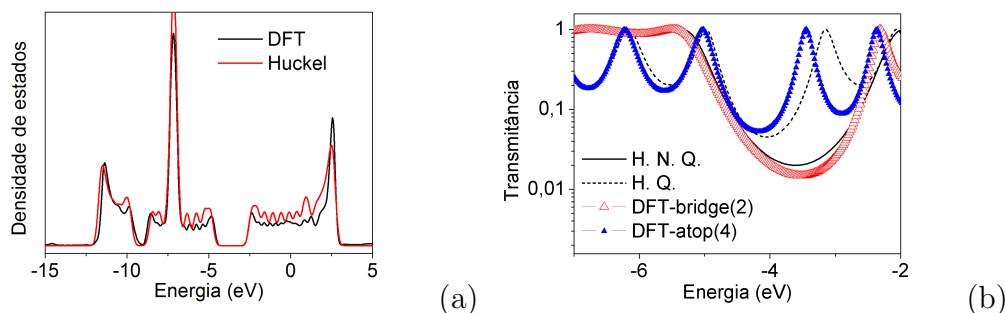 Densidade de estados
DFT
Huckel
-15
-10
-5
0
5
Energia (eV)
(a)
Transmitância
1
0,1
0,01
H. N. Q.
H. Q.
DFT-bridge(2)
DFT-atop(4)
-6
-4
-2
Energia (eV)
(b)